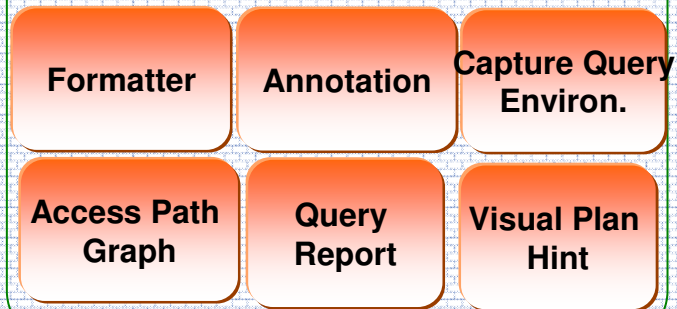 Formatter
Annotation
Capture Query
Environ.
Access Path
Graph
Query
Report
Visual Plan
Hint